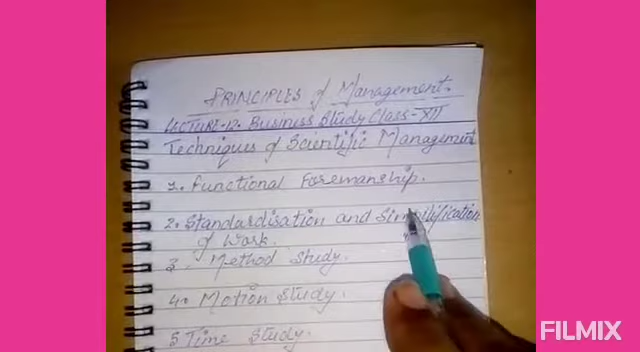 PRINCIPLES of Management.
LECTURE-12. Business Study Class-XII
Techniques of Scientific Management
1. Functional Foremanship.
2. Standardisation and Simplification
of Work.
3. Method Study.
4. Motion Study.
5 Time Study.
FILMIX